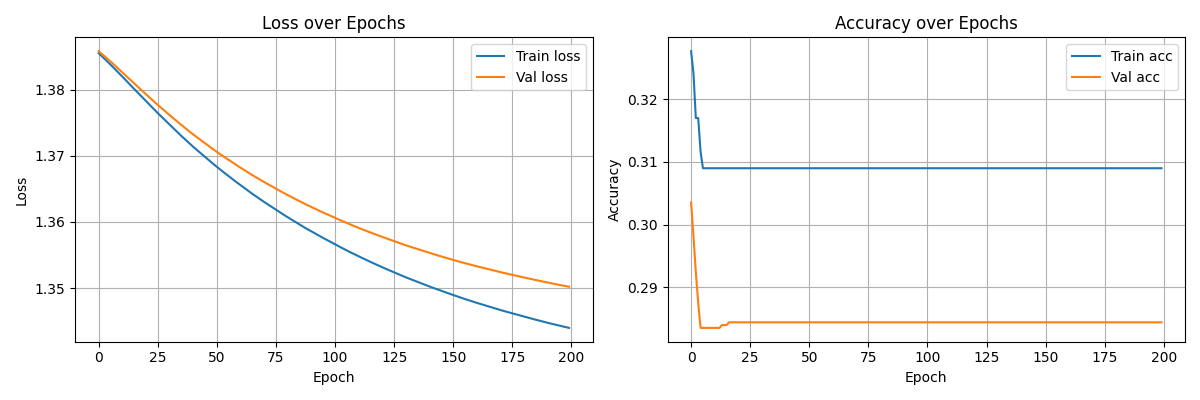 Loss over Epochs
Train loss
Val loss
1.38
1.37
1.36
1.35
Loss
0 25 50 75 100 125 150 175 200
Epoch
Accuracy over Epochs
Train acc
Val acc
0.32
0.31
0.30
0.29
Accuracy
0 25 50 75 100 125 150 175 200
Epoch